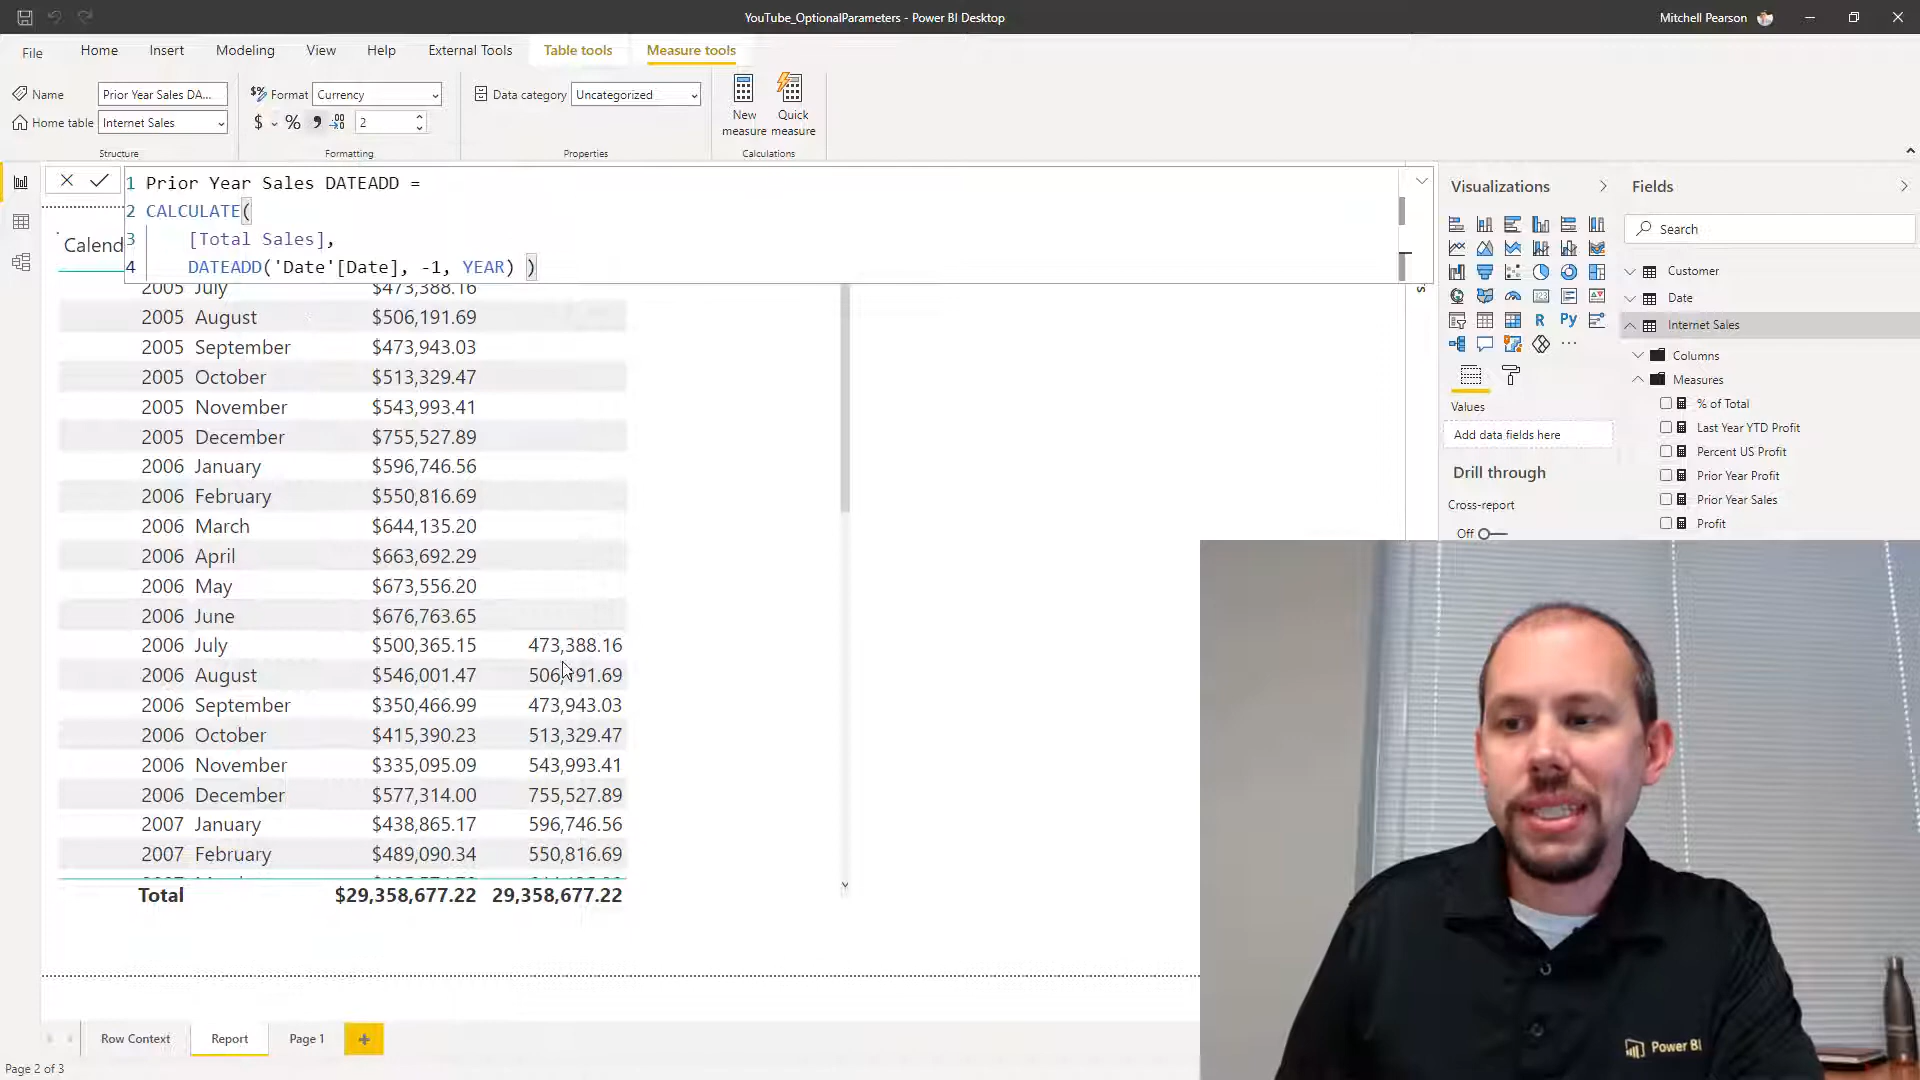 YouTube_OptionalParameters - Power BI Desktop
Mitchell Pearson
File Home Insert Modeling View Help External Tools Table tools Measure tools
Name Prior Year Sales DA...
Home table Internet Sales
Structure
$% Format Currency
$ % 2
Formatting
Data category Uncategorized
Properties
New measure
Quick measure
Calculations
1 Prior Year Sales DATEADD =
2 CALCULATE(
3 [Total Sales],
4 DATEADD('Date'[Date], -1, YEAR) )
Calend
2005 July $473,388.16
2005 August $506,191.69
2005 September $473,943.03
2005 October $513,329.47
2005 November $543,993.41
2005 December $755,527.89
2006 January $596,746.56
2006 February $550,816.69
2006 March $644,135.20
2006 April $663,692.29
2006 May $673,556.20
2006 June $676,763.65
2006 July $500,365.15 473,388.16
2006 August $546,001.47 506,191.69
2006 September $350,466.99 473,943.03
2006 October $415,390.23 513,329.47
2006 November $335,095.09 543,993.41
2006 December $577,314.00 755,527.89
2007 January $438,865.17 596,746.56
2007 February $489,090.34 550,816.69
Total $29,358,677.22 29,358,677.22
Visualizations
R Py
Values
Add data fields here
Drill through
Cross-report
Off
Fields
Search
Customer
Date
Internet Sales
Columns
Measures
% of Total
Last Year YTD Profit
Percent US Profit
Prior Year Profit
Prior Year Sales
Profit
Power BI
Row Context Report Page 1 +
Page 2 of 3